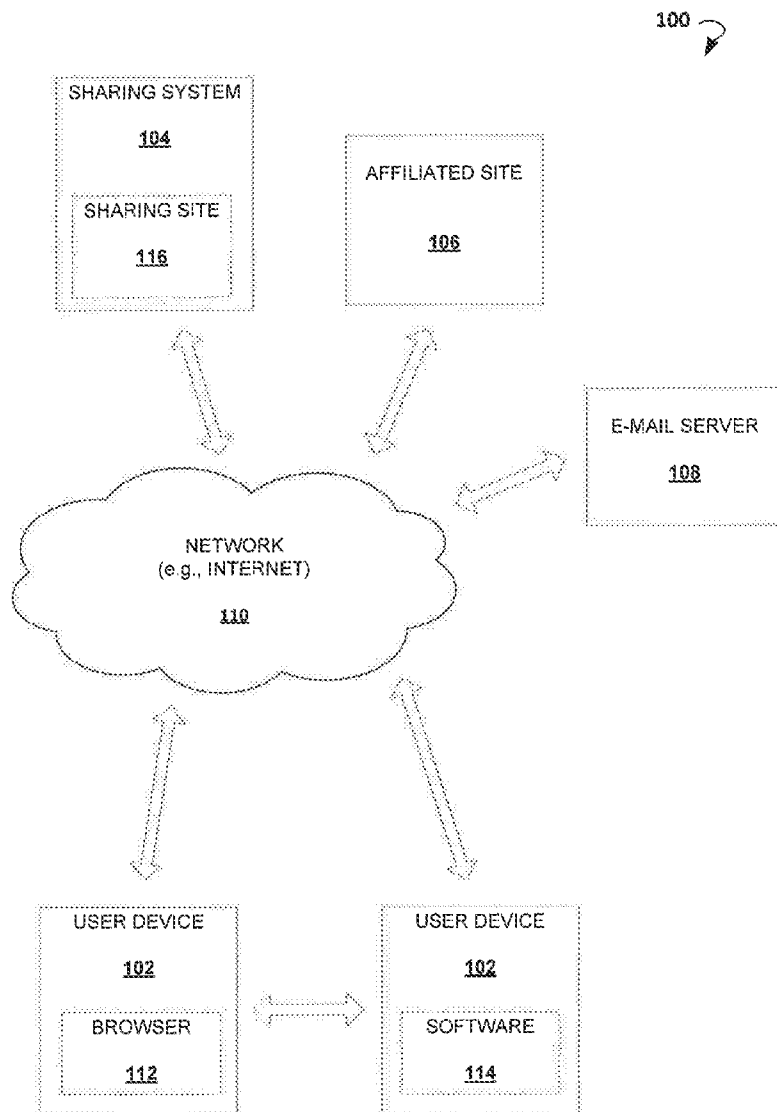 100
SHARING SYSTEM
104
SHARING SITE
116
AFFILIATED SITE
106
E-MAIL SERVER
108
NETWORK
(e.g., INTERNET)
110
USER DEVICE
102
BROWSER
112
USER DEVICE
102
SOFTWARE
114